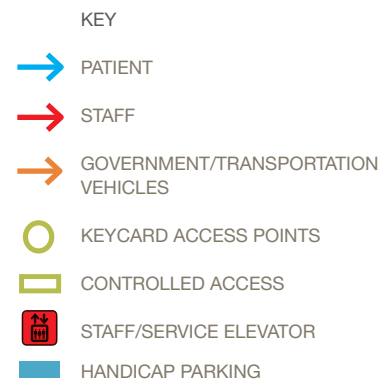 KEY
PATIENT
STAFF
GOVERNMENT/TRANSPORTATION
VEHICLES
KEYCARD ACCESS POINTS
CONTROLLED ACCESS
STAFF/SERVICE ELEVATOR
HANDICAP PARKING